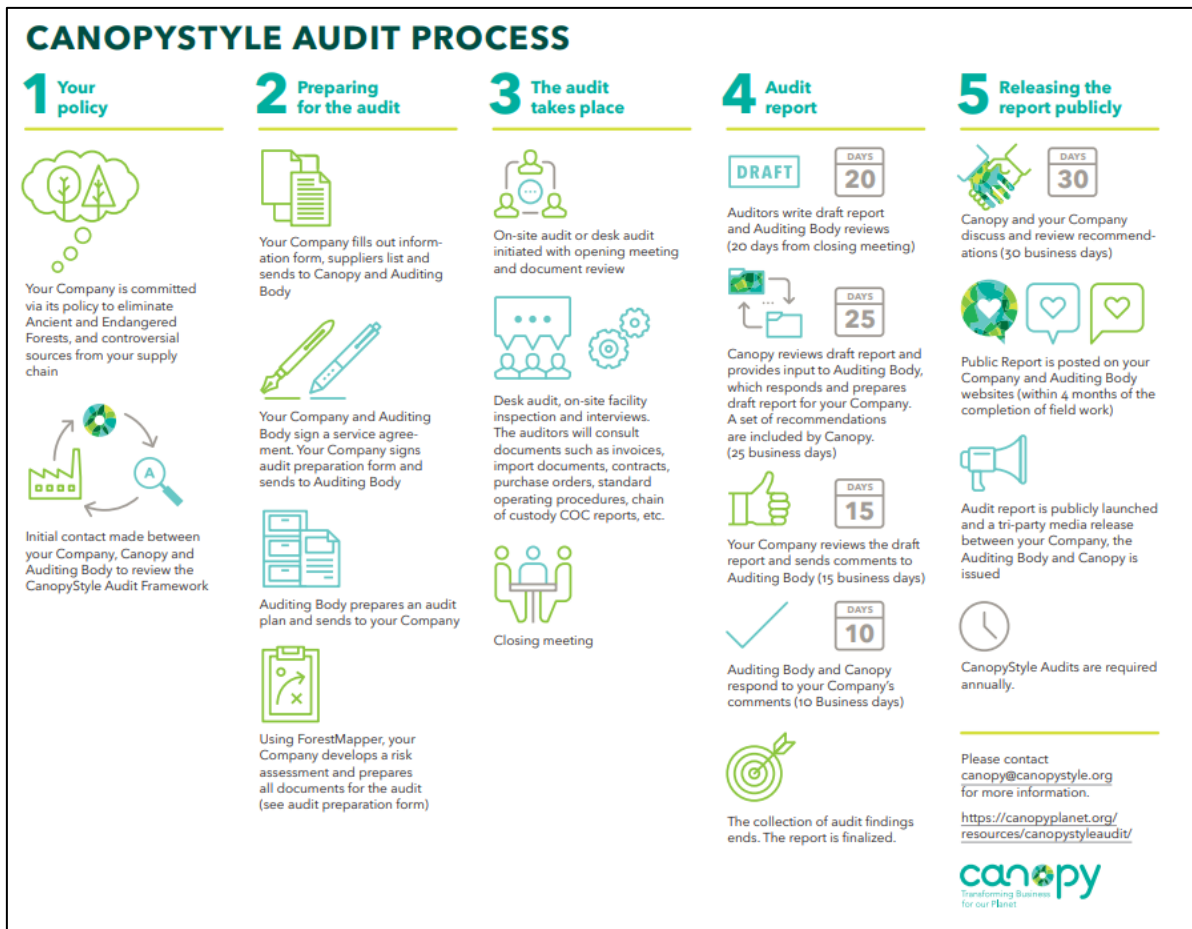 CANOPYSTYLE AUDIT PROCESS
1 Your
policy
Your Company is committed
via its policy to eliminate
Ancient and Endangered
Forests, and controversial
sources from your supply
chain
A
Initial contact made between
your Company, Canopy and
Auditing Body to review the
CanopyStyle Audit Framework
2 Preparing
for the audit
Your Company fills out inform-
ation form, suppliers list and
sends to Canopy and Auditing
Body
Your Company and Auditing
Body sign a service agree-
ment. Your Company signs
audit preparation form and
sends to Auditing Body
Auditing Body prepares an audit
plan and sends to your Company
Using ForestMapper, your
Company develops a risk
assessment and prepares
all documents for the audit
(see audit preparation form)
3 The audit
takes place
On-site audit or desk audit
initiated with opening meeting
and document review
Desk audit, on-site facility
inspection and interviews.
The auditors will consult
documents such as invoices,
import documents, contracts,
purchase orders, standard
operating procedures, chain
of custody COC reports, etc.
Closing meeting
4 Audit
report
DRAFT
DAYS
20
Auditors write draft report
and Auditing Body reviews
(20 days from closing meeting)
DAYS
25
Canopy reviews draft report and
provides input to Auditing Body,
which responds and prepares
draft report for your Company.
A set of recommendations
are included by Canopy.
(25 business days)
DAYS
15
Your Company reviews the draft
report and sends comments to
Auditing Body (15 business days)
DAYS
10
Auditing Body and Canopy
respond to your Company's
comments (10 Business days)
The collection of audit findings
ends. The report is finalized.
5 Releasing the
report publicly
DAYS
30
Canopy and your Company
discuss and review recommend-
ations (30 business days)
Public Report is posted on your
Company and Auditing Body
websites (within 4 months of the
completion of field work)
Audit report is publicly launched
and a tri-party media release
between your Company, the
Auditing Body and Canopy is
issued
CanopyStyle Audits are required
annually.
Please contact
canopy@canopystyle.org
for more information.
https://canopyplanet.org/
resources/canopystyleaudit/
canopy
Transforming Business
for our Planet